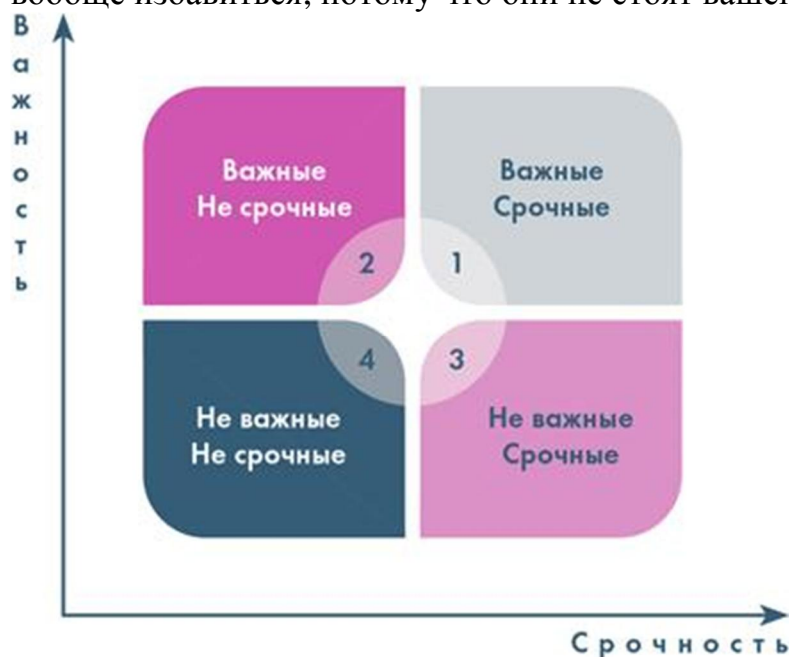 вообще избавиться, потому что они не стоят вашей
Важность
Важные
Не срочные
Важные
Срочные
2
1
4
3
Не важные
Не срочные
Не важные
Срочные
Срочность